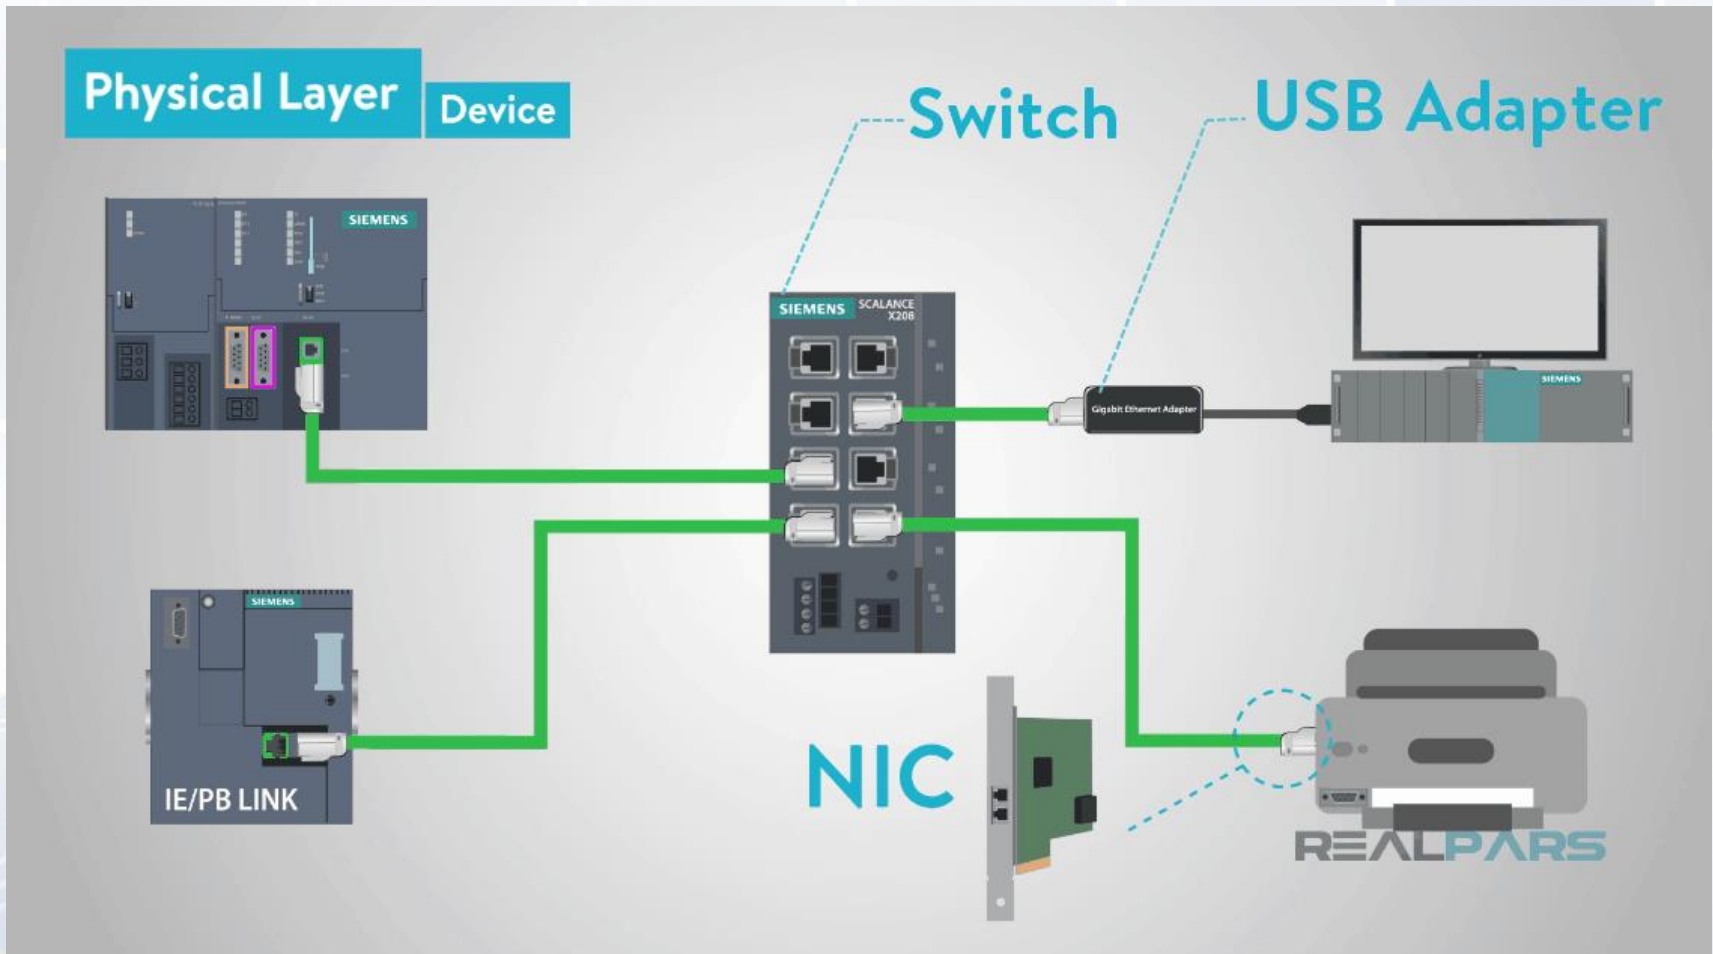 Physical Layer
Device
Switch
USB Adapter
SIEMENS
SIEMENS
SCALANCE
X208
Gigabit Ethernet Adapter
SIEMENS
SIEMENS
IE/PB LINK
NIC
REALPARS